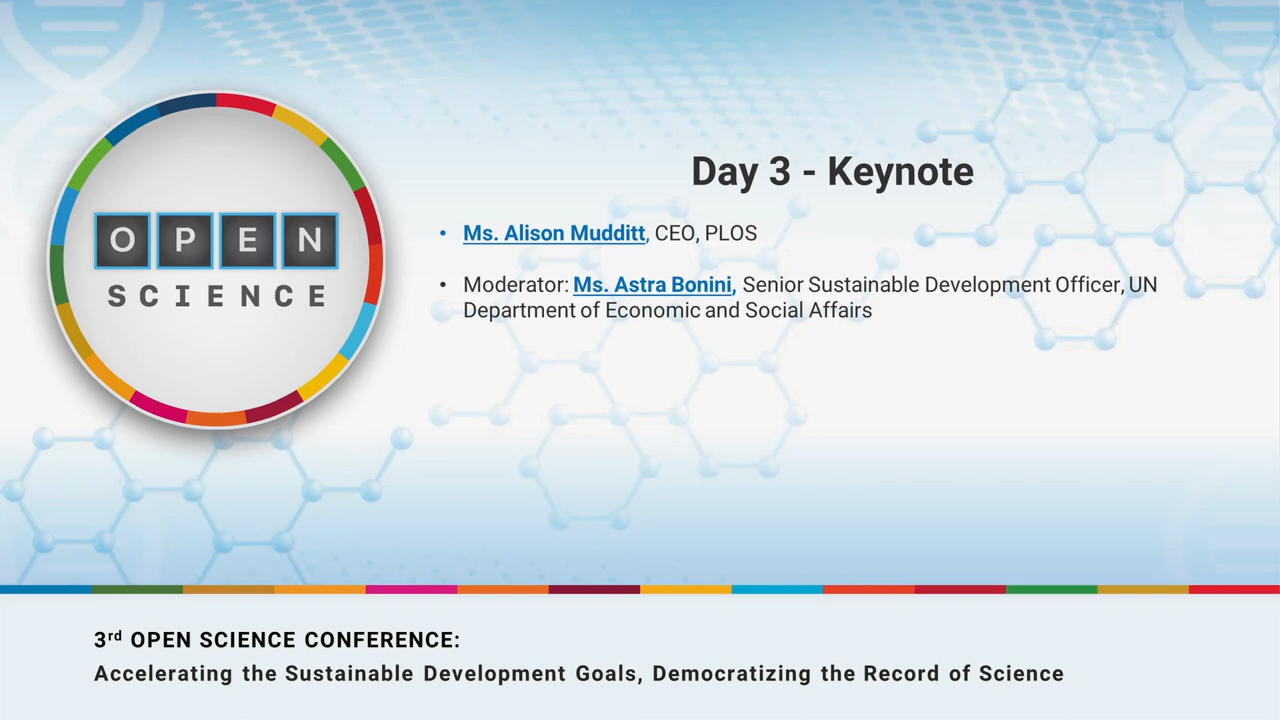 OPEN
SCIENCE
Day 3 - Keynote
• Ms. Alison Mudditt, CEO, PLOS
• Moderator: Ms. Astra Bonini, Senior Sustainable Development Officer, UN
Department of Economic and Social Affairs
3rd OPEN SCIENCE CONFERENCE:
Accelerating the Sustainable Development Goals, Democratizing the Record of Science